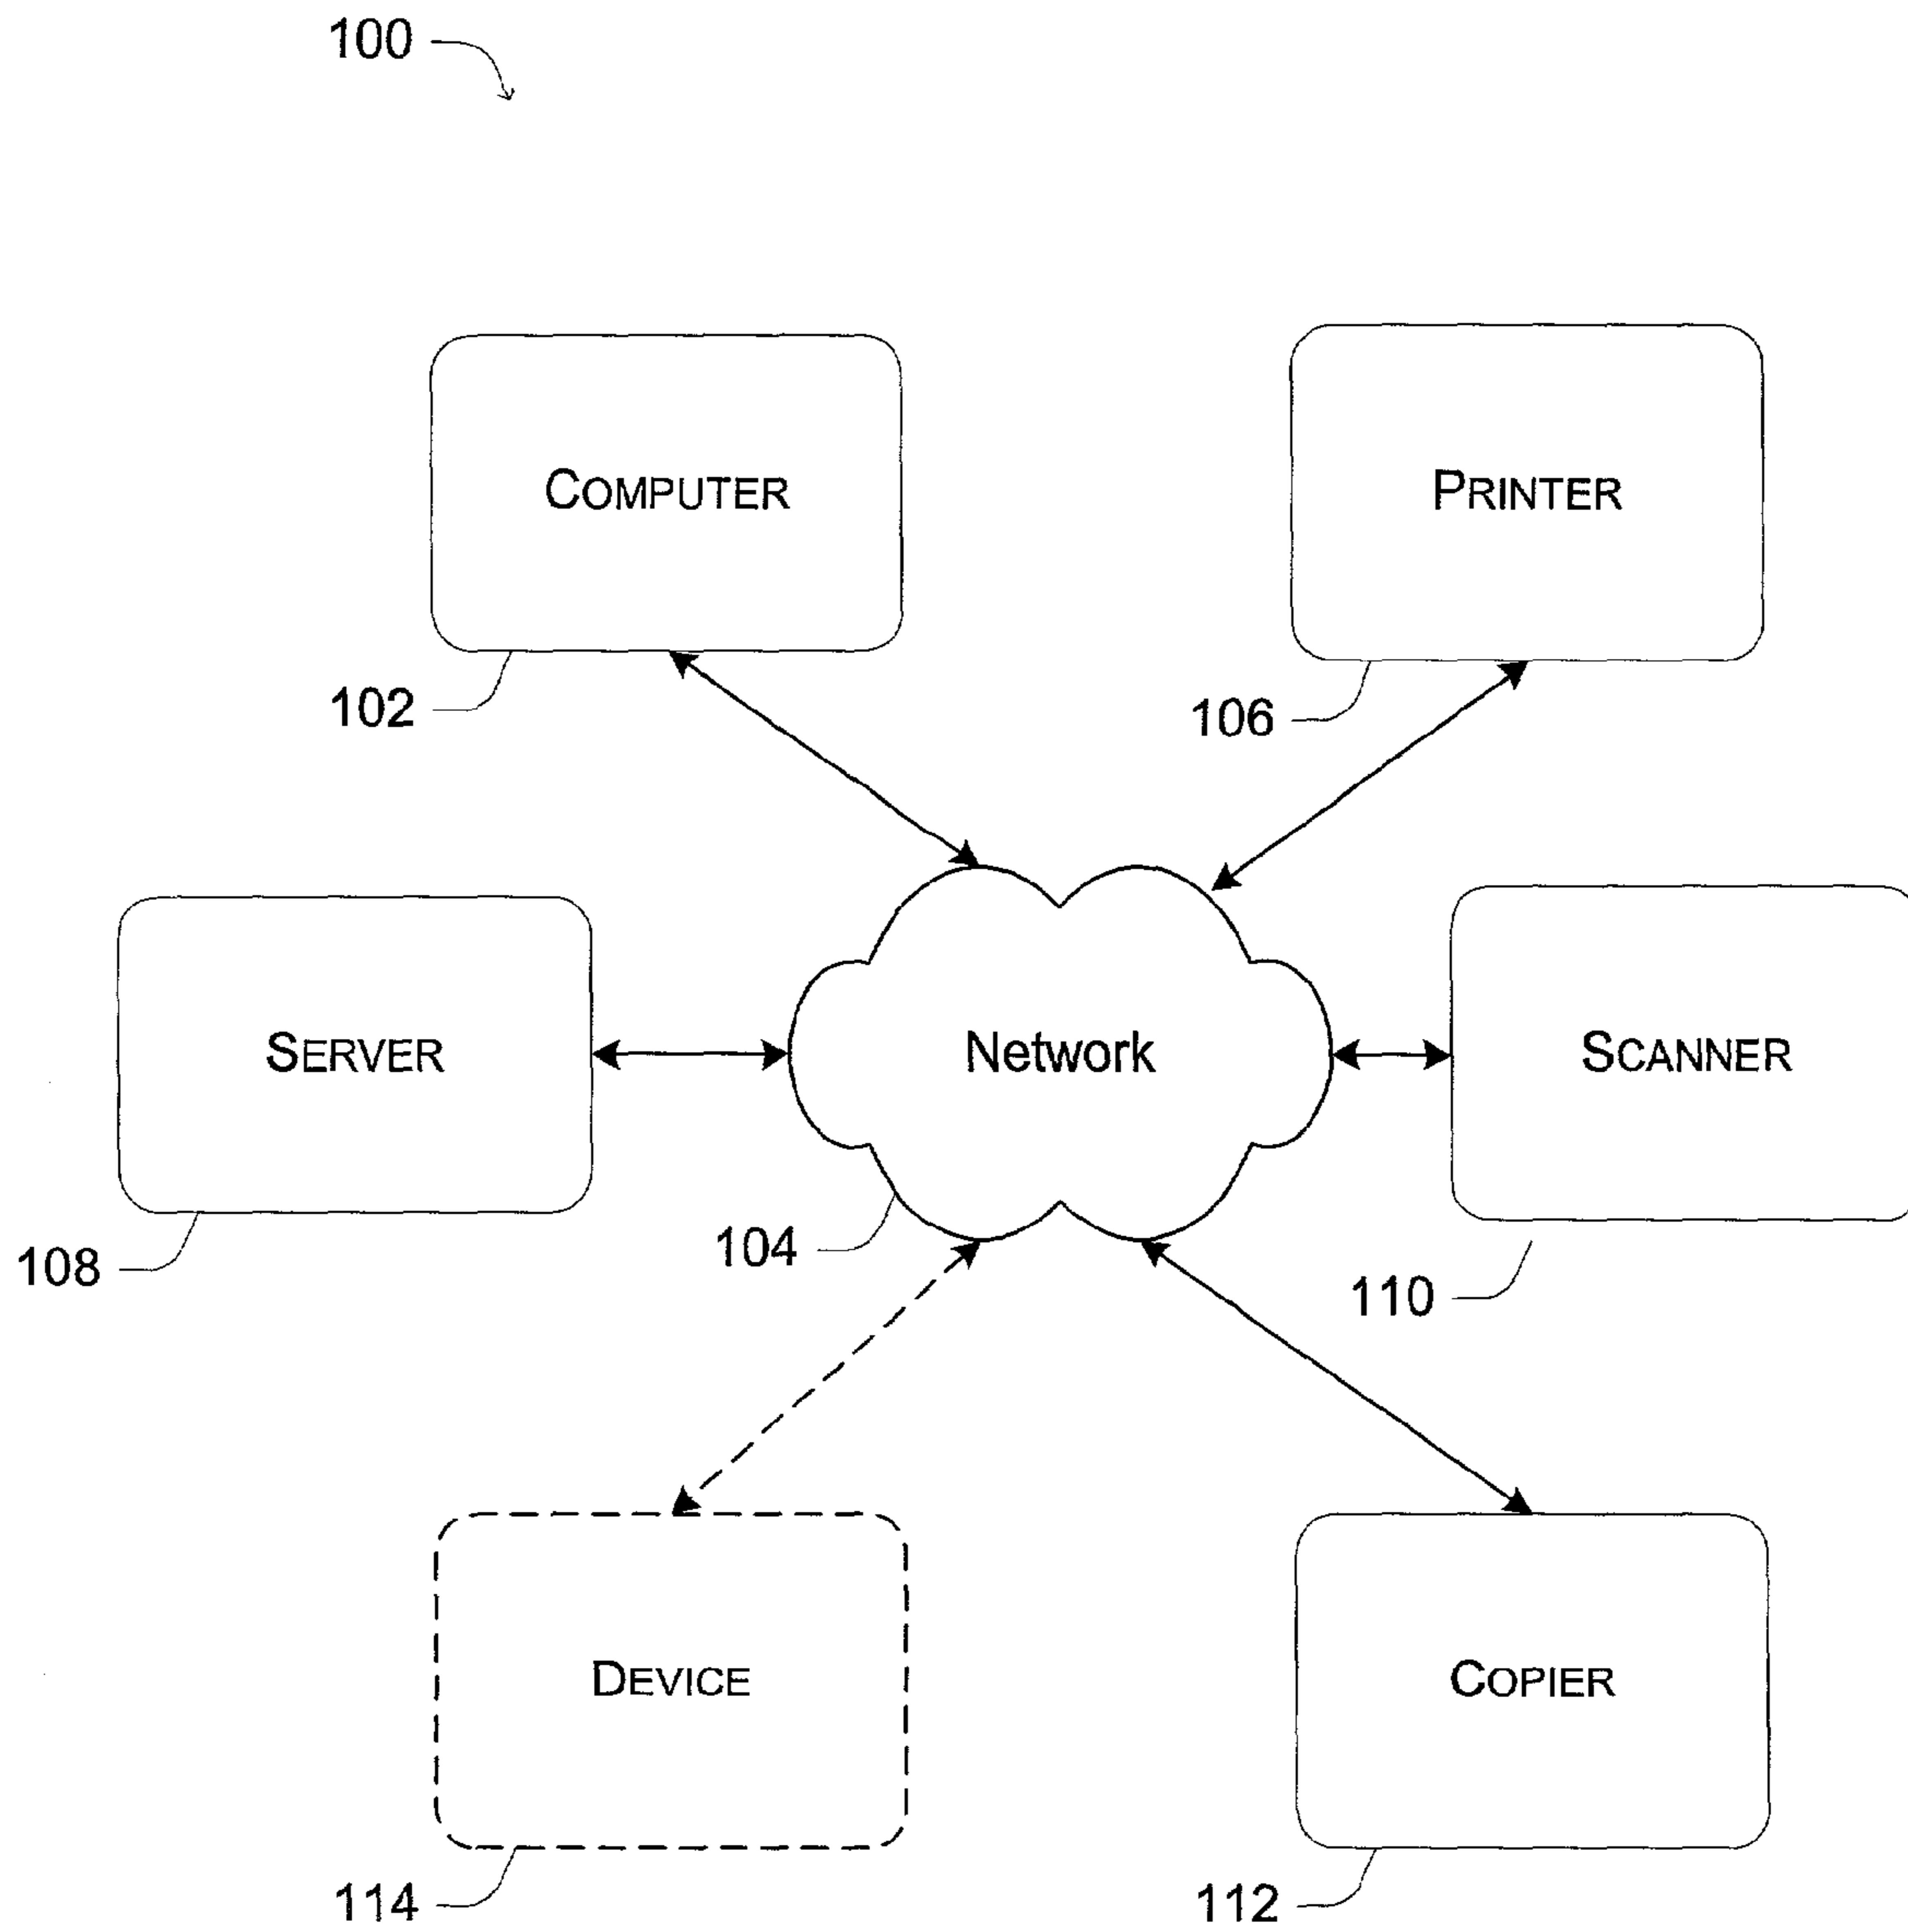 100
COMPUTER
PRINTER
102
106
SERVER
Network
SCANNER
108
104
110
DEVICE
COPIER
114
112